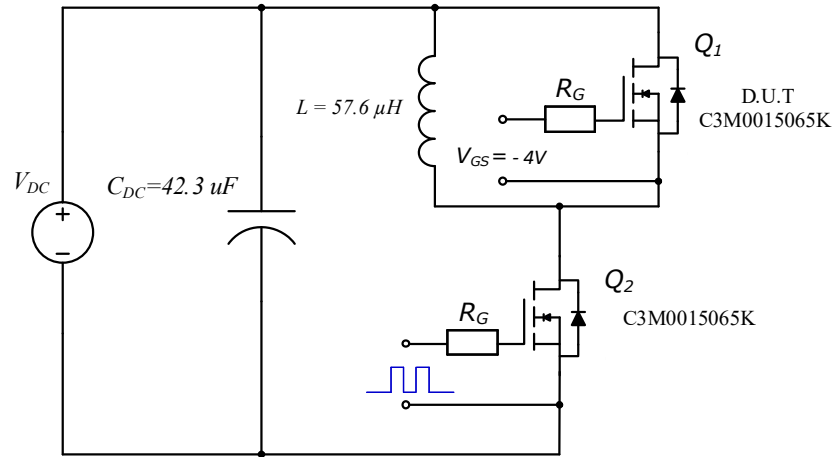 Q1
D.U.T
C3M0015065K
RG
L = 57.6 µH
VGS = - 4V
VDC
CDC=42.3 uF
Q2
C3M0015065K
RG